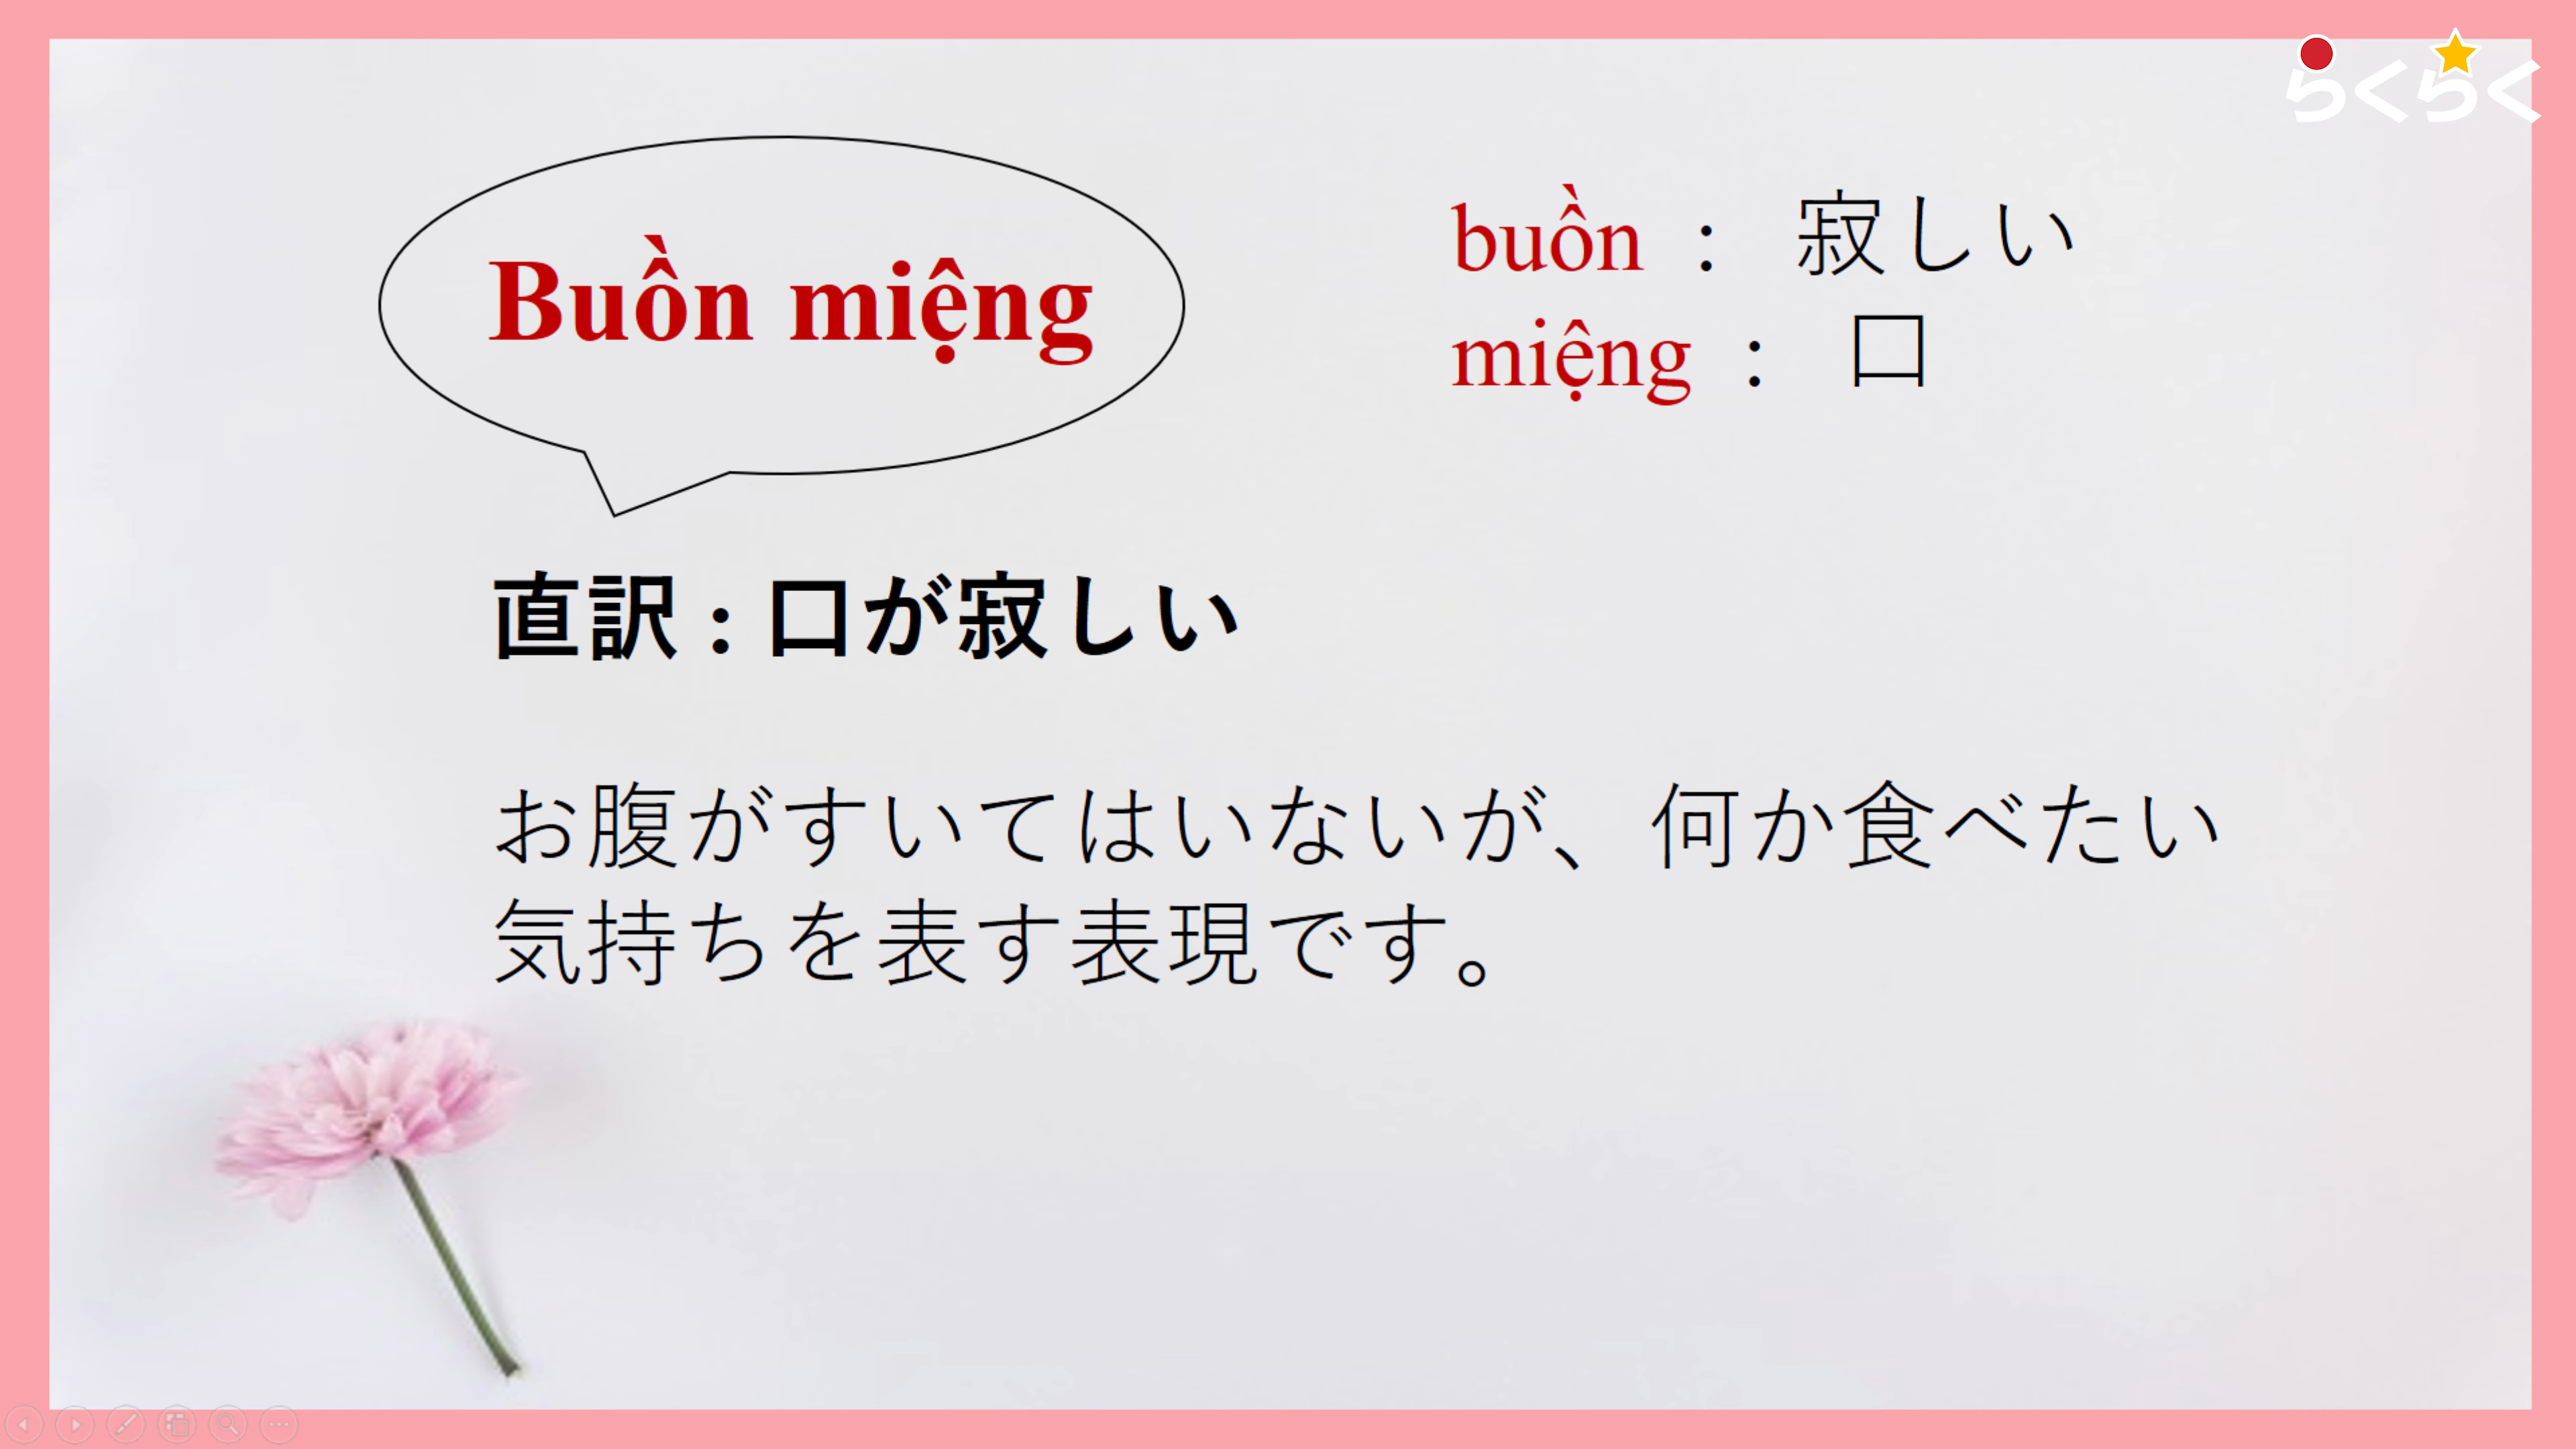 らくらく
Buồn miệng
buồn : 寂しい
miệng : 口
直訳 : 口が寂しい
お腹がすいてはいないが、何か食べたい
気持ちを表す表現です。